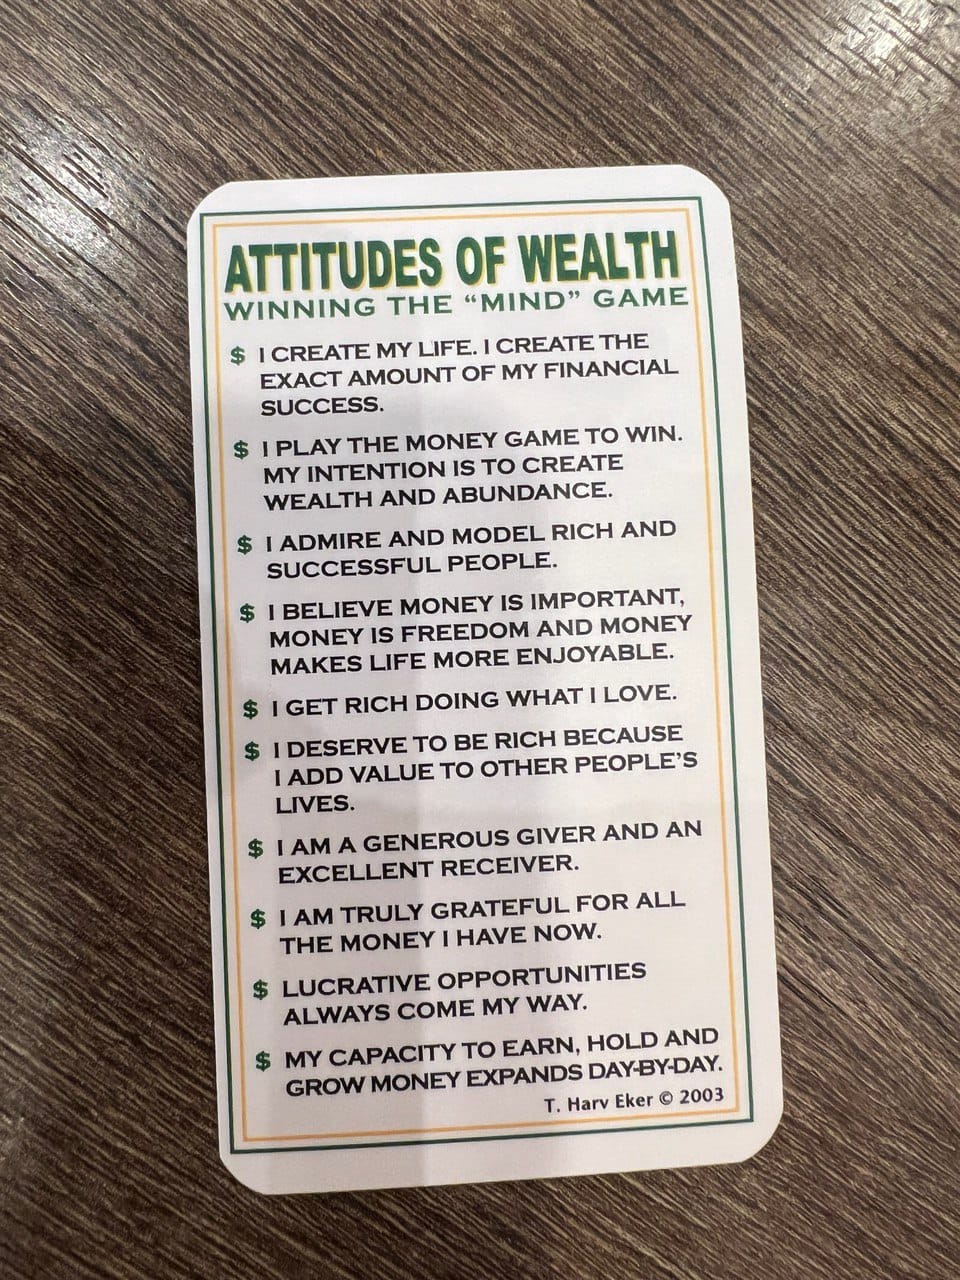 ATTITUDES OF WEALTH
WINNING THE “MIND” GAME
$ I CREATE MY LIFE. I CREATE THE
EXACT AMOUNT OF MY FINANCIAL
SUCCESS.
$ I PLAY THE MONEY GAME TO WIN.
MY INTENTION IS TO CREATE
WEALTH AND ABUNDANCE.
$ I ADMIRE AND MODEL RICH AND
SUCCESSFUL PEOPLE.
$ I BELIEVE MONEY IS IMPORTANT,
MONEY IS FREEDOM AND MONEY
MAKES LIFE MORE ENJOYABLE.
$ I GET RICH DOING WHAT I LOVE.
$ I DESERVE TO BE RICH BECAUSE
I ADD VALUE TO OTHER PEOPLE’S
LIVES.
$ I AM A GENEROUS GIVER AND AN
EXCELLENT RECEIVER.
$ I AM TRULY GRATEFUL FOR ALL
THE MONEY I HAVE NOW.
$ LUCRATIVE OPPORTUNITIES
ALWAYS COME MY WAY.
$ MY CAPACITY TO EARN, HOLD AND
GROW MONEY EXPANDS DAY-BY-DAY.
T. Harv Eker © 2003